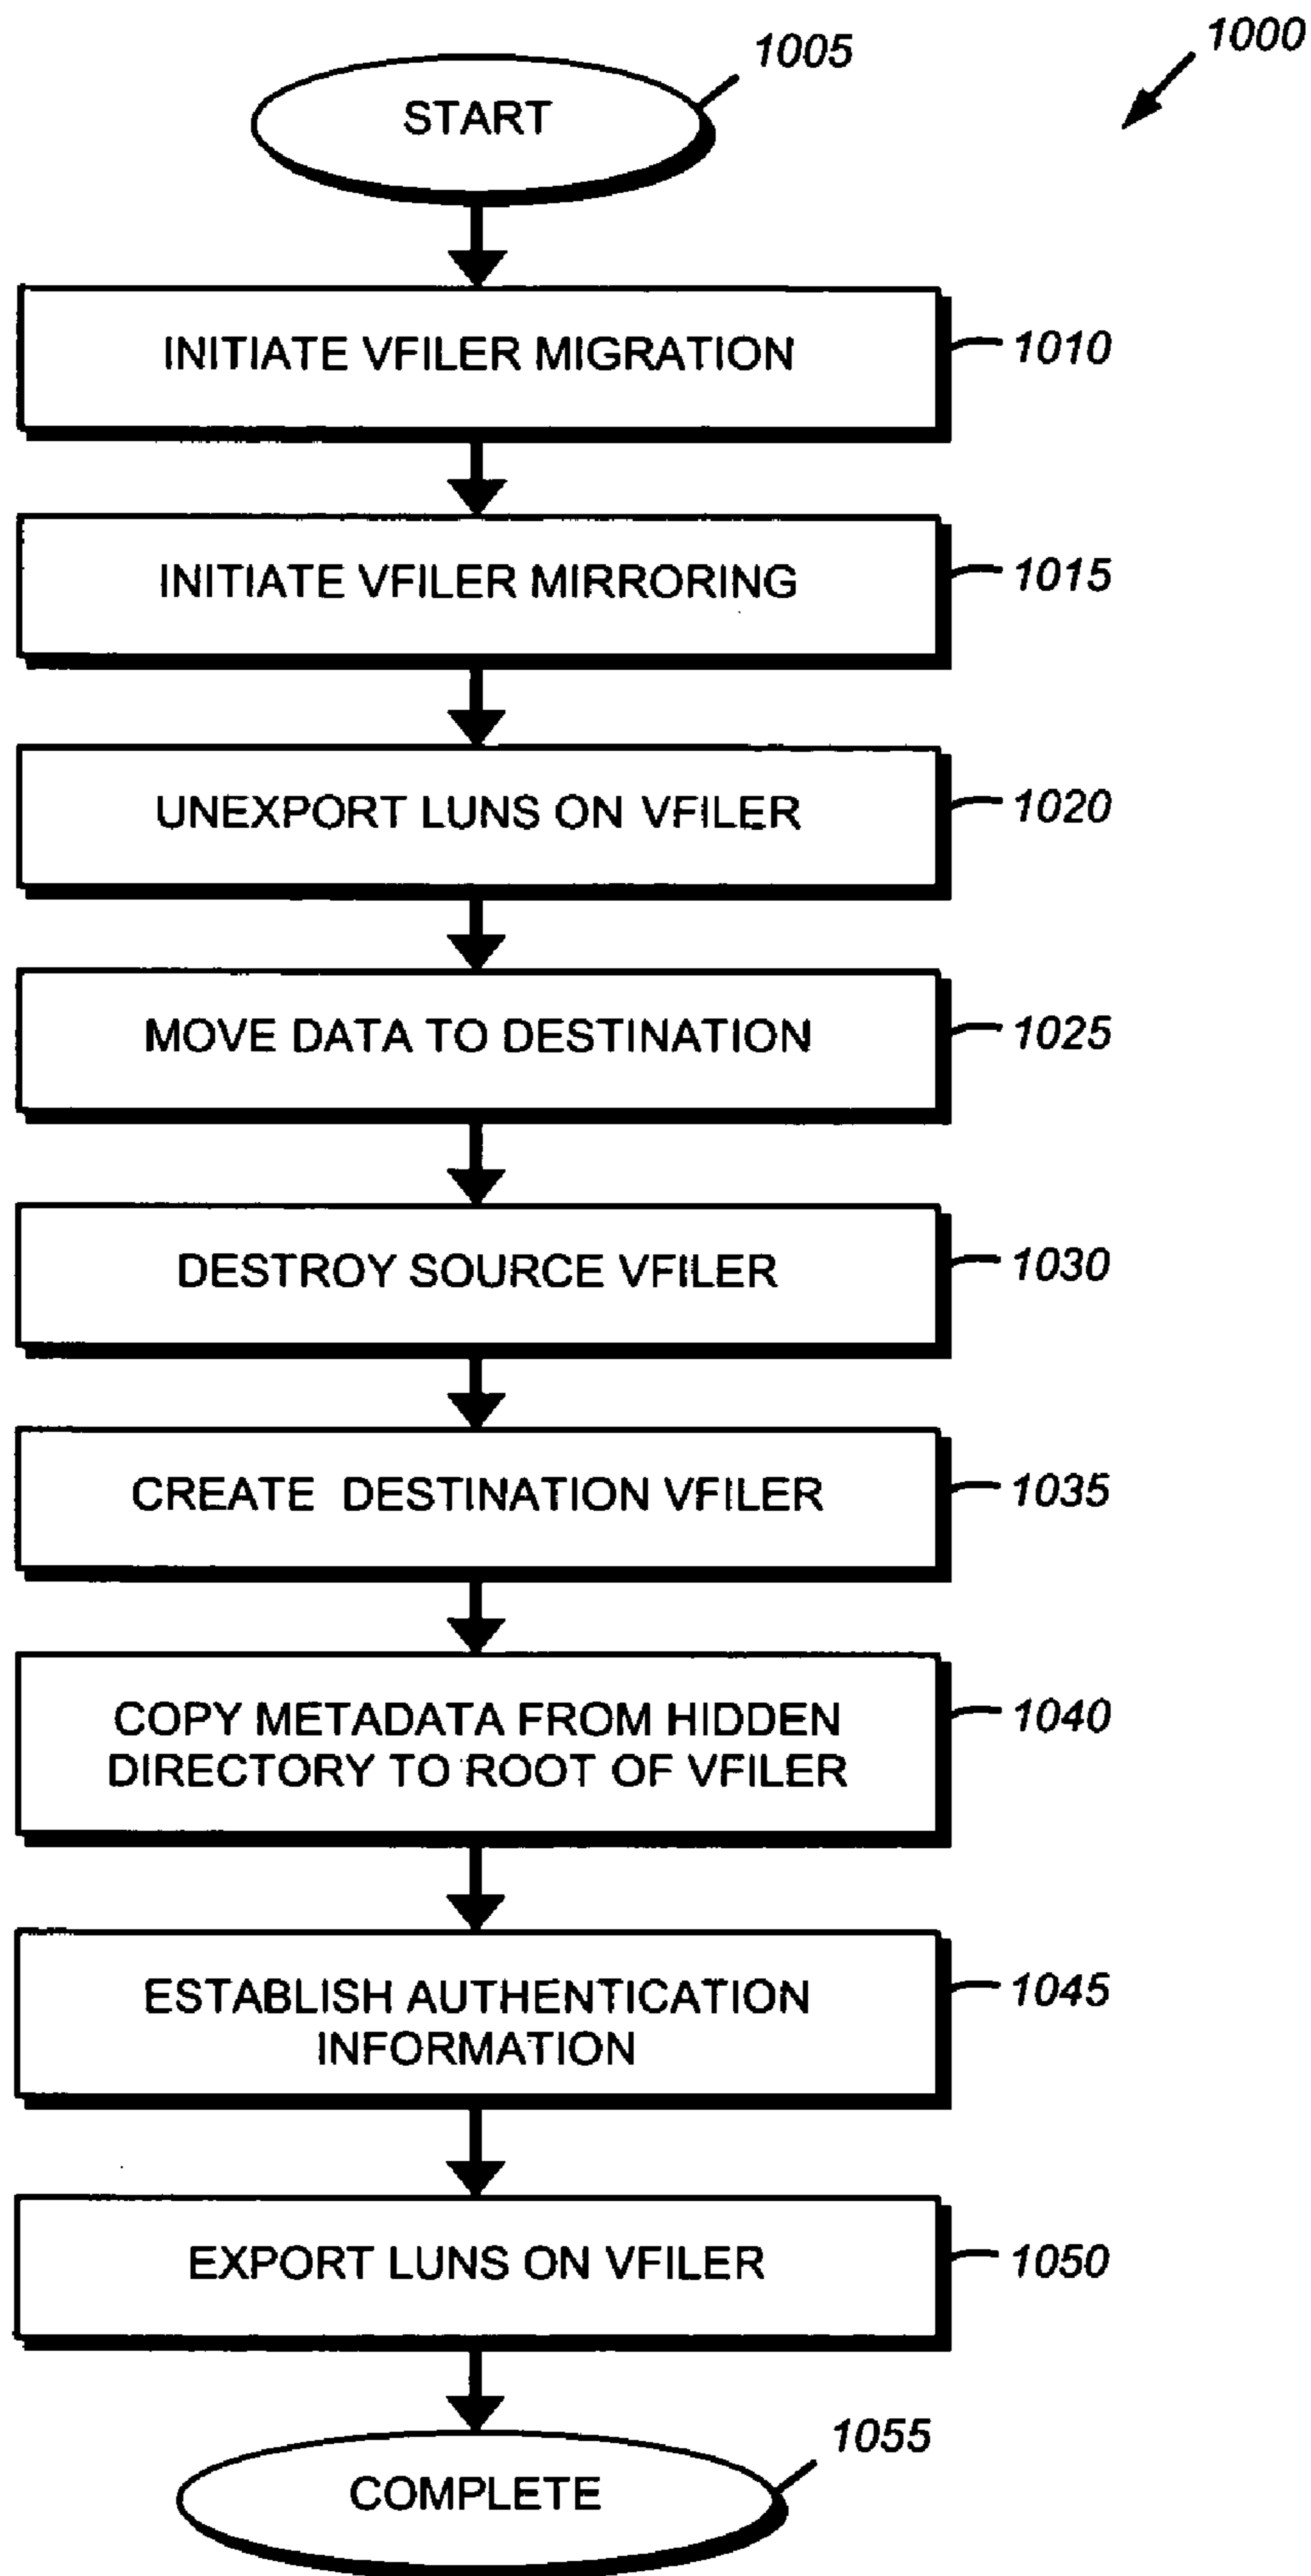 1000
1005
START
INITIATE VFILER MIGRATION
1010
INITIATE VFILER MIRRORING
1015
UNEXPORT LUNS ON VFILER
1020
MOVE DATA TO DESTINATION
1025
DESTROY SOURCE VFILER
1030
CREATE DESTINATION VFILER
1035
COPY METADATA FROM HIDDEN
DIRECTORY TO ROOT OF VFILER
1040
ESTABLISH AUTHENTICATION
INFORMATION
1045
EXPORT LUNS ON VFILER
1050
1055
COMPLETE